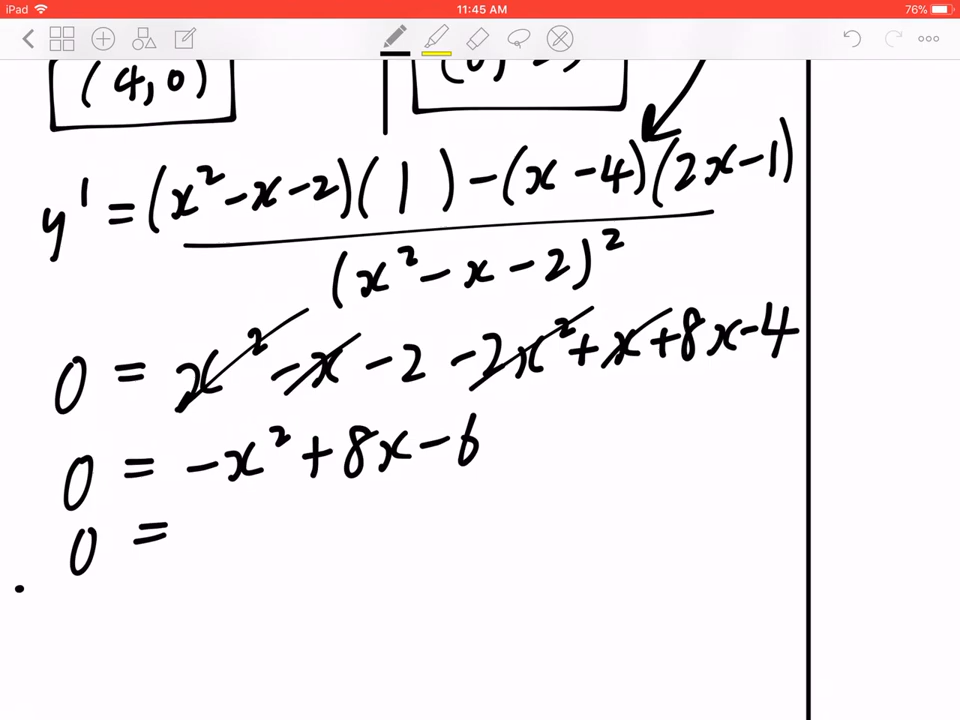 iPad 11:45 AM 76%
(4,0)
y' = (x² - x - 2)(1) - (x - 4)(2x - 1)
(x² - x - 2)²
0 = x² - x - 2 - 2x² + x + 8x - 4
0 = -x² + 8x - 6
0 =